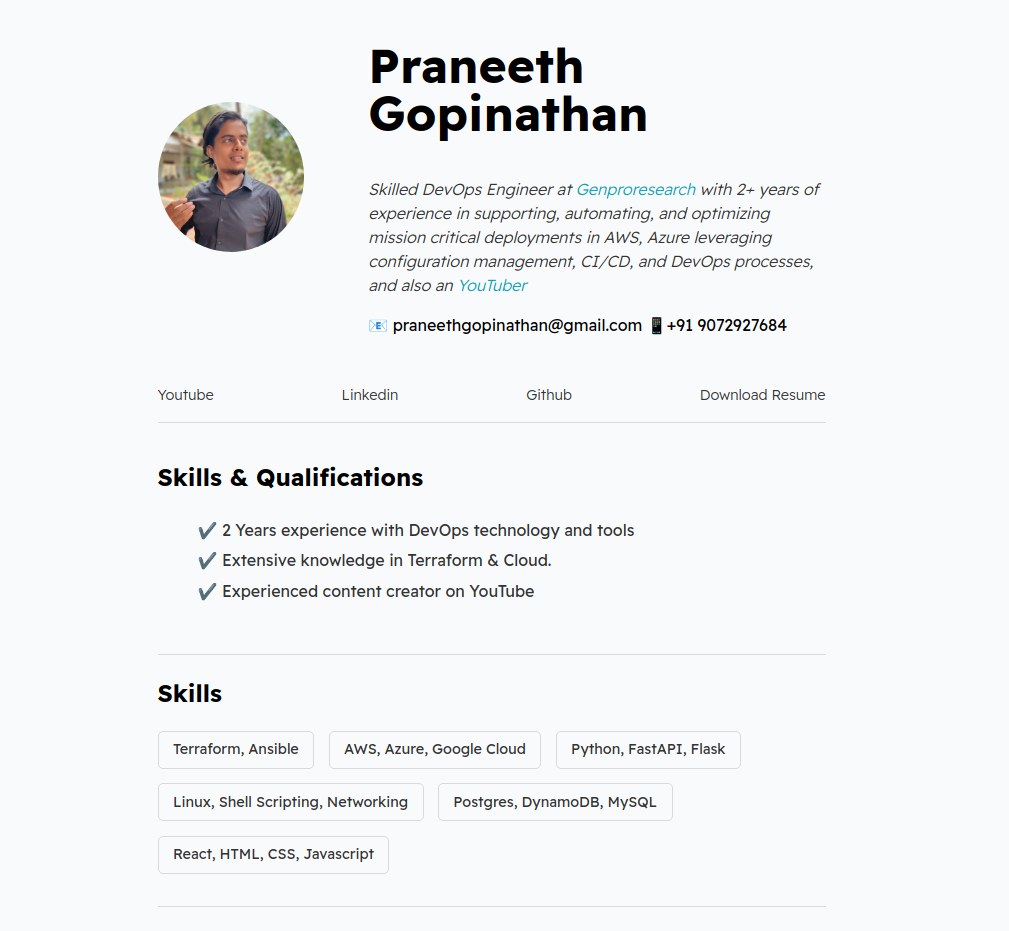 Praneeth
Gopinathan
Skilled DevOps Engineer at Genproresearch with 2+ years of
experience in supporting, automating, and optimizing
mission critical deployments in AWS, Azure leveraging
configuration management, CI/CD, and DevOps processes,
and also an YouTuber
📧 praneethgopinathan@gmail.com 📱+91 9072927684
Youtube Linkedin Github Download Resume
Skills & Qualifications
✔️ 2 Years experience with DevOps technology and tools
✔️ Extensive knowledge in Terraform & Cloud.
✔️ Experienced content creator on YouTube
Skills
Terraform, Ansible AWS, Azure, Google Cloud Python, FastAPI, Flask
Linux, Shell Scripting, Networking Postgres, DynamoDB, MySQL
React, HTML, CSS, Javascript